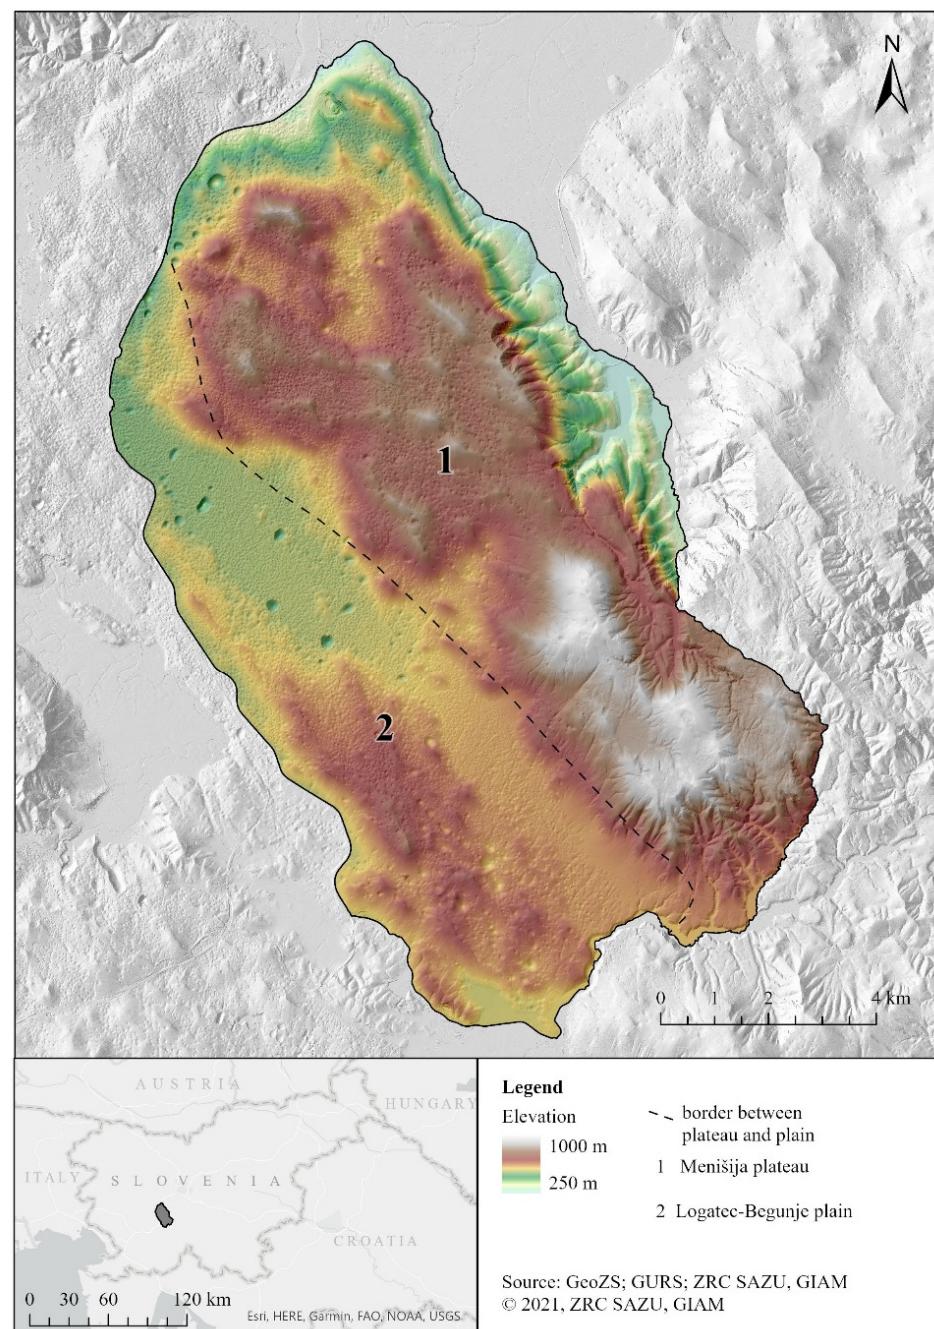 N
1
2
0 1 2 4 km
AUSTRIA
HUNGARY
ITALY
SLOVENIA
CROATIA
0 30 60 120 km
Esri, HERE, Garmin, FAO, NOAA, USGS
Legend
Elevation
1000 m
250 m
border between
plateau and plain
1 Menišija plateau
2 Logatec-Begunje plain
Source: GeoZS; GURS; ZRC SAZU, GIAM
© 2021, ZRC SAZU, GIAM